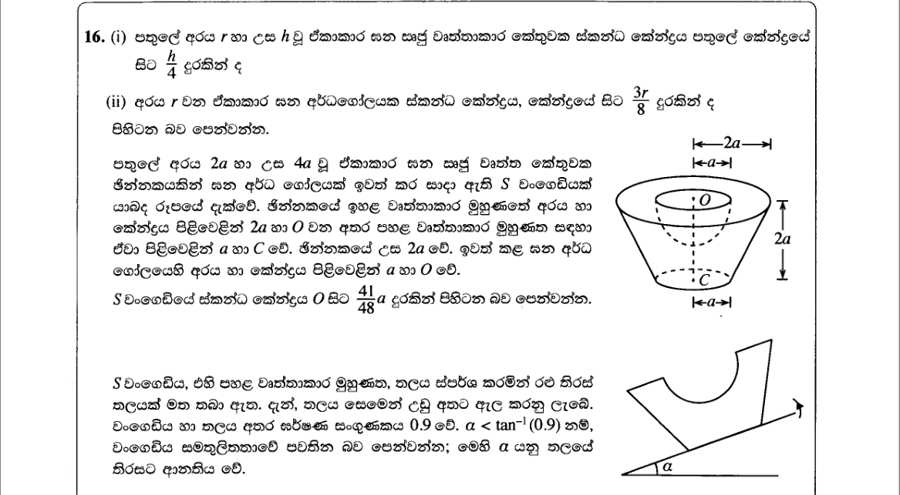 16. (i) පතුලේ අරය r හා උස h වූ ඒකාකාර ඝන සෘජු වෘත්තාකාර කේතුවක ස්කන්ධ කේන්ද්‍රය පතුලේ කේන්ද්‍රයේ
සිට h/4 දුරකින් ද
(ii) අරය r වන ඒකාකාර ඝන අර්ධගෝලයක ස්කන්ධ කේන්ද්‍රය, කේන්ද්‍රයේ සිට 3r/8 දුරකින් ද
පිහිටන බව පෙන්වන්න.
පතුලේ අරය 2a හා උස 4a වූ ඒකාකාර ඝන සෘජු වෘත්ත කේතුවක
ඡින්නකයකින් ඝන අර්ධ ගෝලයක් ඉවත් කර සාදා ඇති S වංගෙඩියක්
යාබද රූපයේ දැක්වේ. ඡින්නකයේ ඉහළ වෘත්තාකාර මුහුණතේ අරය හා
කේන්ද්‍රය පිළිවෙළින් 2a හා O වන අතර පහළ වෘත්තාකාර මුහුණත සඳහා
ඒවා පිළිවෙළින් a හා C වේ. ඡින්නකයේ උස 2a වේ. ඉවත් කළ ඝන අර්ධ
ගෝලයෙහි අරය හා කේන්ද්‍රය පිළිවෙළින් a හා O වේ.
S වංගෙඩියේ ස්කන්ධ කේන්ද්‍රය O සිට 41/48 a දුරකින් පිහිටන බව පෙන්වන්න.
2a
a
O
2a
C
a
S වංගෙඩිය, එහි පහළ වෘත්තාකාර මුහුණත, තලය ස්පර්ශ කරමින් රළු තිරස්
තලයක් මත තබා ඇත. දැන්, තලය සෙමෙන් උඩු අතට ඇල කරනු ලැබේ.
වංගෙඩිය හා තලය අතර ඝර්ෂණ සංගුණකය 0.9 වේ. α < tan⁻¹(0.9) නම්,
වංගෙඩිය සමතුලිතතාවේ පවතින බව පෙන්වන්න; මෙහි α යනු තලයේ
තිරසට ආනතිය වේ.
α